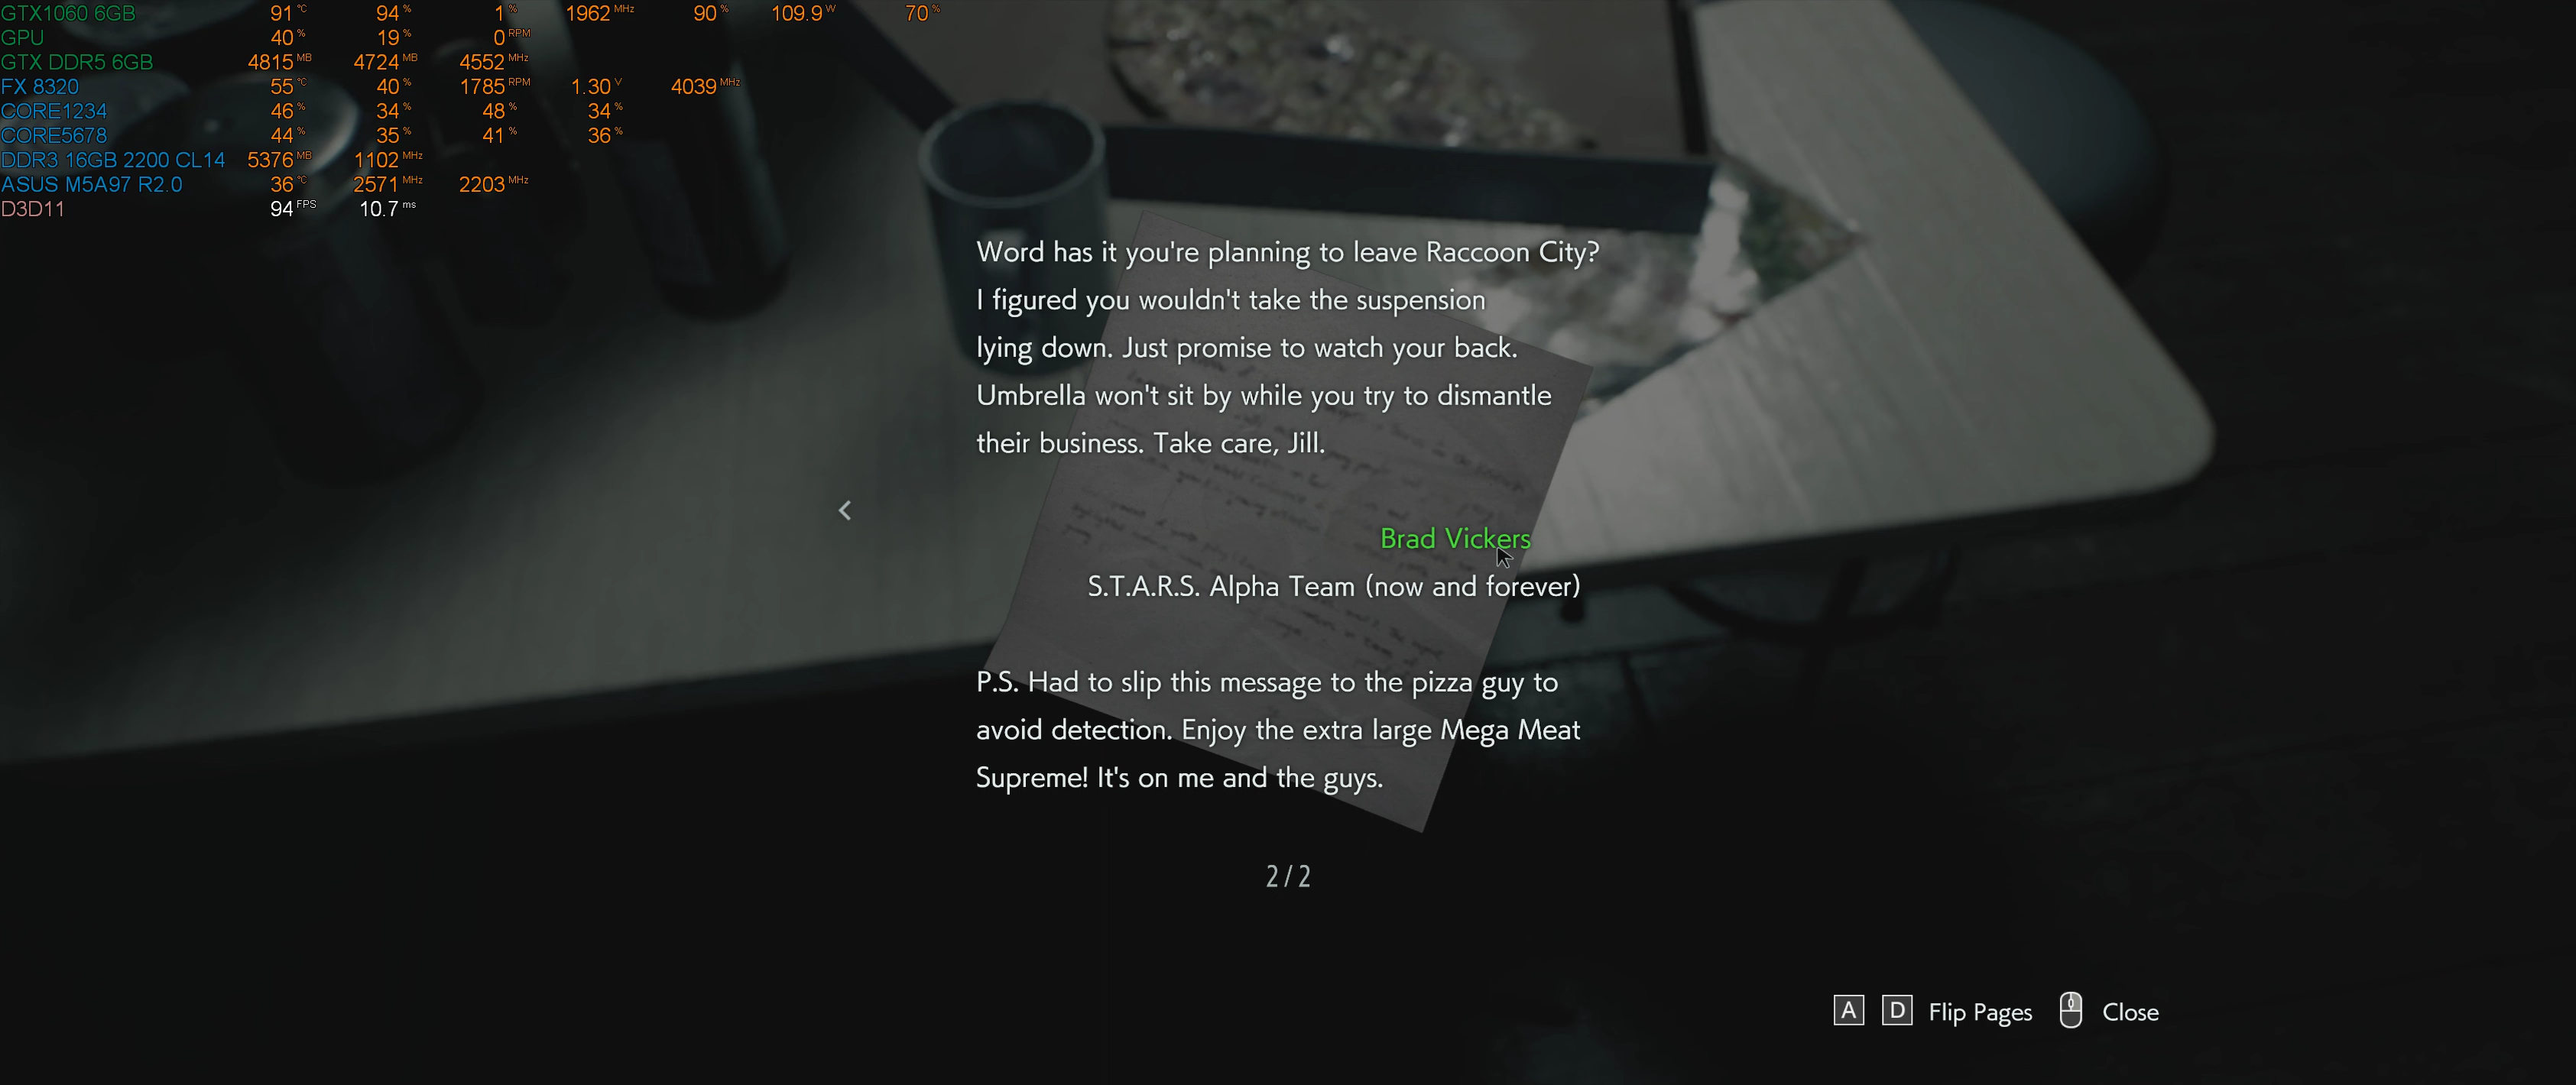 GTX1060 6GB 91 °C 94 % 1 % 1962 MHz 90 % 109.9 W 70 %
GPU 40 % 19 % 0 RPM
GTX DDR5 6GB 4815 MB 4724 MB 4552 MHz
FX 8320 55 °C 40 % 1785 RPM 1.30 V 4039 MHz
CORE1234 46 % 34 % 48 % 34 %
CORE5678 44 % 35 % 41 % 36 %
DDR3 16GB 2200 CL14 5376 MB 1102 MHz
ASUS M5A97 R2.0 36 °C 2571 MHz 2203 MHz
D3D11 94 FPS 10.7 ms
Word has it you're planning to leave Raccoon City?
I figured you wouldn't take the suspension
lying down. Just promise to watch your back.
Umbrella won't sit by while you try to dismantle
their business. Take care, Jill.
<
Brad Vickers
S.T.A.R.S. Alpha Team (now and forever)
P.S. Had to slip this message to the pizza guy to
avoid detection. Enjoy the extra large Mega Meat
Supreme! It's on me and the guys.
2 / 2
A D Flip Pages Close